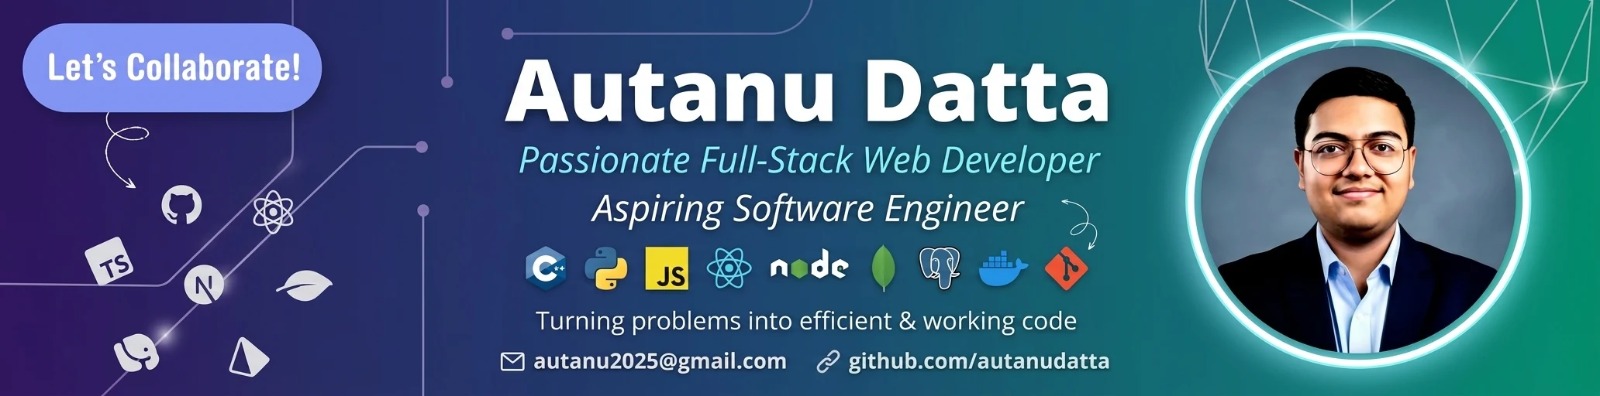 Let's Collaborate!
Autanu Datta
Passionate Full-Stack Web Developer
Aspiring Software Engineer
TS
N
C++
JS
node
Turning problems into efficient & working code
autanu2025@gmail.com
github.com/autanudatta